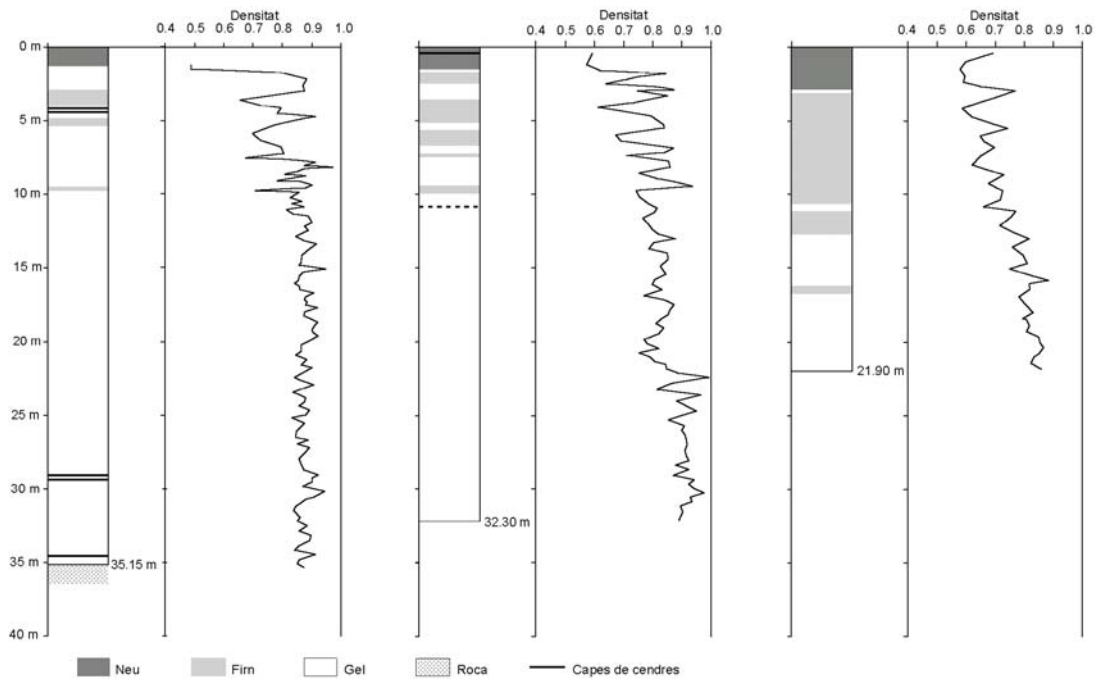 Densitat Densitat Densitat
0.4 0.5 0.6 0.7 0.8 0.9 1.0 0.4 0.5 0.6 0.7 0.8 0.9 1.0 0.4 0.5 0.6 0.7 0.8 0.9 1.0
0 m
5 m
10 m
15 m
20 m
21.90 m
25 m
30 m
32.30 m
35 m
35.15 m
40 m
Neu Firn Gel Roca Capes de cendres